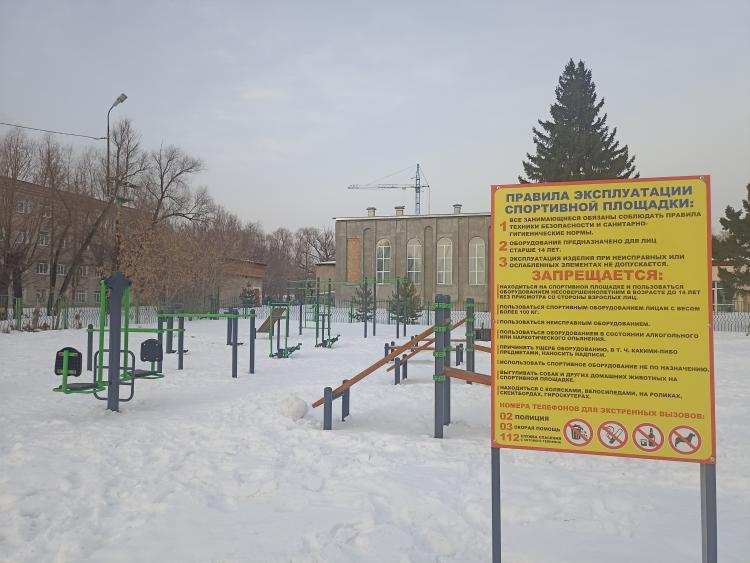 ПРАВИЛА ЭКСПЛУАТАЦИИ
СПОРТИВНОЙ ПЛОЩАДКИ:
1 ВСЕ ЗАНИМАЮЩИЕСЯ ОБЯЗАНЫ СОБЛЮДАТЬ ПРАВИЛА
ТЕХНИКИ БЕЗОПАСНОСТИ И САНИТАРНО-
ГИГИЕНИЧЕСКИЕ НОРМЫ.
2 ОБОРУДОВАНИЕ ПРЕДНАЗНАЧЕНО ДЛЯ ЛИЦ
СТАРШЕ 14 ЛЕТ.
3 ЭКСПЛУАТАЦИЯ ИЗДЕЛИЯ ПРИ НЕИСПРАВНЫХ ИЛИ
ОСЛАБЛЕННЫХ ЭЛЕМЕНТАХ НЕ ДОПУСКАЕТСЯ.
ЗАПРЕЩАЕТСЯ:
НАХОДИТЬСЯ НА СПОРТИВНОЙ ПЛОЩАДКЕ И ПОЛЬЗОВАТЬСЯ
ОБОРУДОВАНИЕМ НЕСОВЕРШЕННОЛЕТНИМ В ВОЗРАСТЕ ДО 14 ЛЕТ
БЕЗ ПРИСМОТРА СО СТОРОНЫ ВЗРОСЛЫХ ЛИЦ.
ПОЛЬЗОВАТЬСЯ СПОРТИВНЫМ ОБОРУДОВАНИЕМ ЛИЦАМ С ВЕСОМ
БОЛЕЕ 100 КГ.
ПОЛЬЗОВАТЬСЯ НЕИСПРАВНЫМ ОБОРУДОВАНИЕМ.
ПОЛЬЗОВАТЬСЯ ОБОРУДОВАНИЕМ В СОСТОЯНИИ АЛКОГОЛЬНОГО
ИЛИ НАРКОТИЧЕСКОГО ОПЬЯНЕНИЯ.
ПРИЧИНЯТЬ УЩЕРБ ОБОРУДОВАНИЮ, В Т. Ч. КАКИМИ-ЛИБО
ПРЕДМЕТАМИ, НАНОСИТЬ НАДПИСИ.
ИСПОЛЬЗОВАТЬ СПОРТИВНОЕ ОБОРУДОВАНИЕ НЕ ПО НАЗНАЧЕНИЮ.
ВЫГУЛИВАТЬ СОБАК И ДРУГИХ ДОМАШНИХ ЖИВОТНЫХ НА
СПОРТИВНОЙ ПЛОЩАДКЕ.
НАХОДИТЬСЯ С КОЛЯСКАМИ, ВЕЛОСИПЕДАМИ, НА РОЛИКАХ,
СКЕЙТБОРДАХ, ГИРОСКУТЕРАХ.
НОМЕРА ТЕЛЕФОНОВ ДЛЯ ЭКСТРЕННЫХ ВЫЗОВОВ:
02 ПОЛИЦИЯ
03 СКОРАЯ ПОМОЩЬ
112 СЛУЖБА СПАСЕНИЯ
С СОТОВОГО ТЕЛЕФОНА